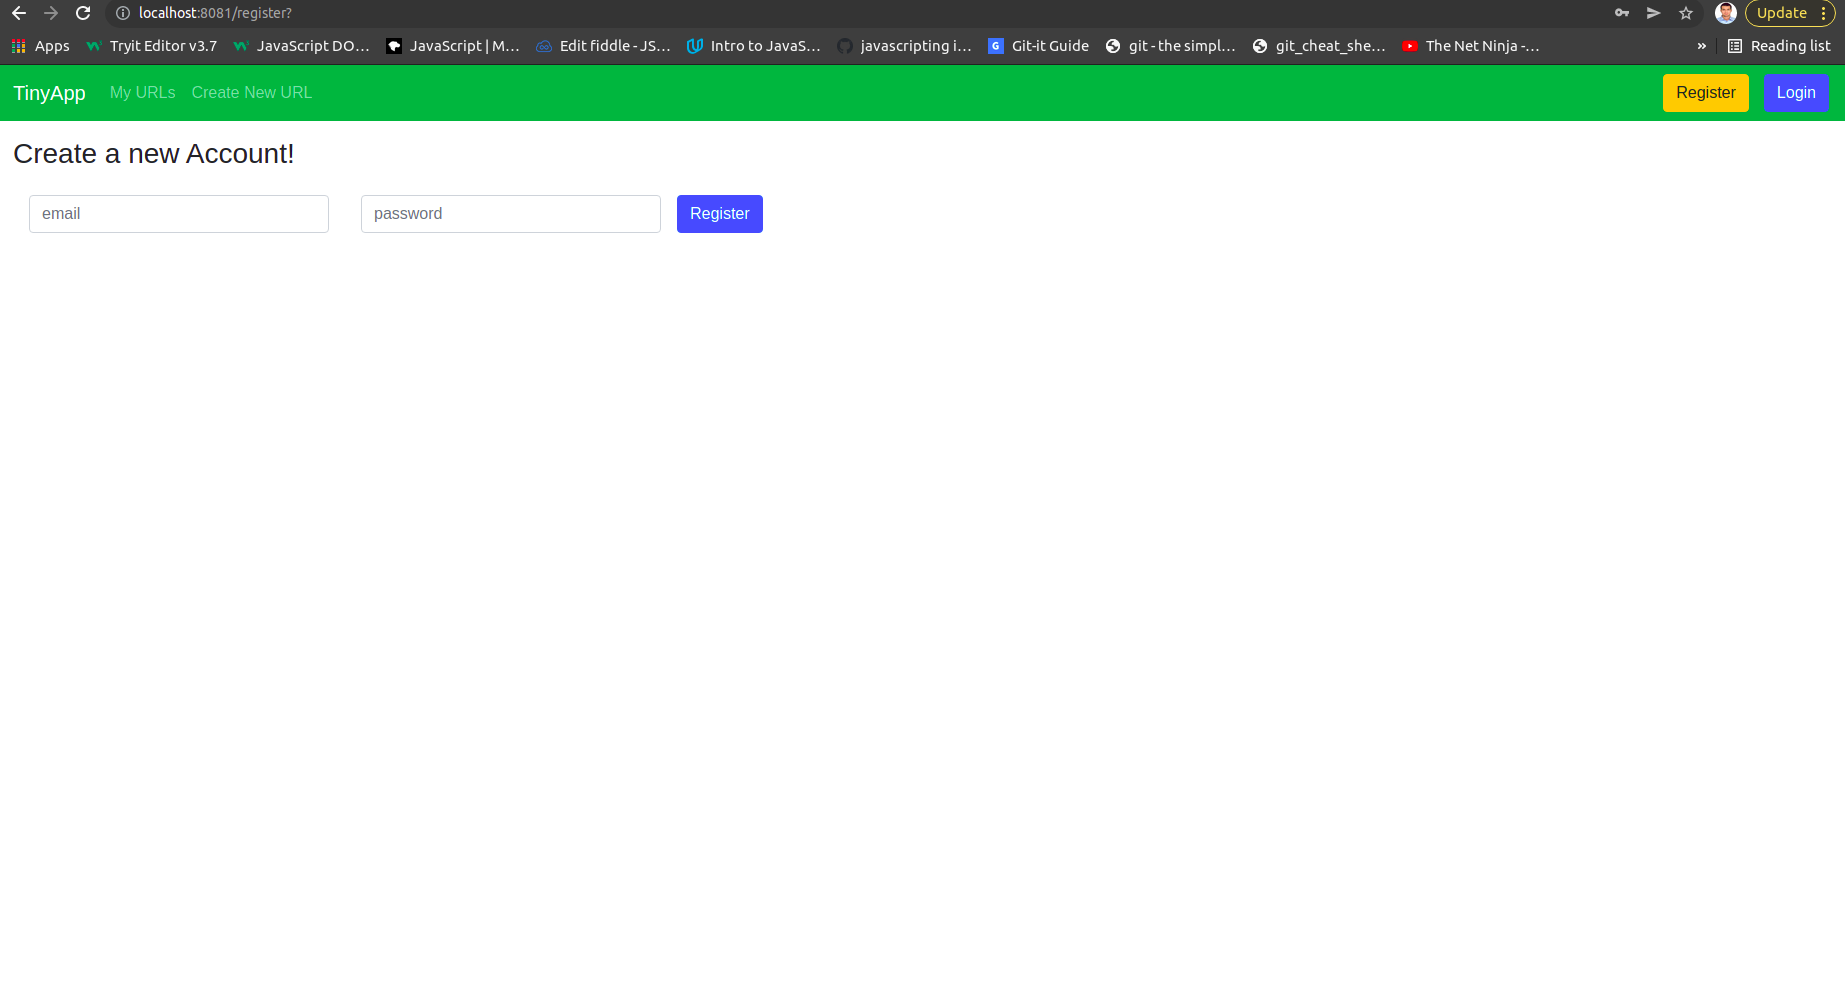 localhost:8081/register?
Update
Apps Tryit Editor v3.7 JavaScript DO... JavaScript | M... Edit fiddle - JS... Intro to JavaS... javascripting i... Git-it Guide git - the simpl... git_cheat_she... The Net Ninja -... » Reading list
TinyApp My URLs Create New URL Register Login
Create a new Account!
email password Register